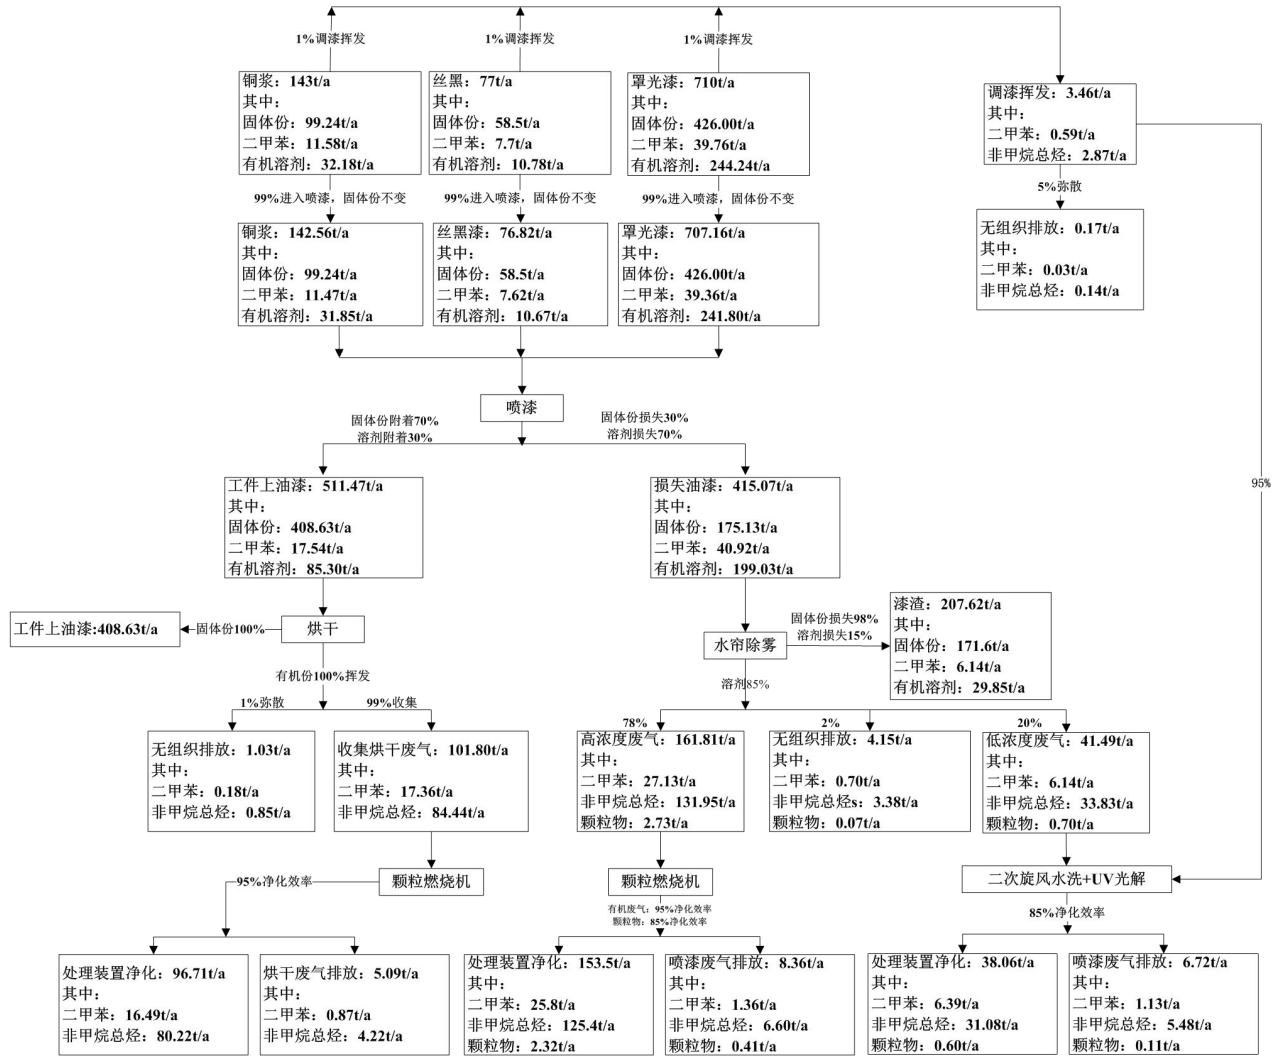 1%调漆挥发
1%调漆挥发
1%调漆挥发
铜浆：143t/a
其中：
固体份：99.24t/a
二甲苯：11.58t/a
有机溶剂：32.18t/a
丝黑：77t/a
其中：
固体份：58.5t/a
二甲苯：7.7t/a
有机溶剂：10.78t/a
罩光漆：710t/a
其中：
固体份：426.00t/a
二甲苯：39.76t/a
有机溶剂：244.24t/a
调漆挥发：3.46t/a
其中：
二甲苯：0.59t/a
非甲烷总烃：2.87t/a
99%进入喷漆，固体份不变
99%进入喷漆，固体份不变
99%进入喷漆，固体份不变
5%弥散
铜浆：142.56t/a
其中：
固体份：99.24t/a
二甲苯：11.47t/a
有机溶剂：31.85t/a
丝黑漆：76.82t/a
其中：
固体份：58.5t/a
二甲苯：7.62t/a
有机溶剂：10.67t/a
罩光漆：707.16t/a
其中：
固体份：426.00t/a
二甲苯：39.36t/a
有机溶剂：241.80t/a
无组织排放：0.17t/a
其中：
二甲苯：0.03t/a
非甲烷总烃：0.14t/a
喷漆
固体份附着70%
溶剂附着30%
固体份损失30%
溶剂损失70%
95%
工件上油漆：511.47t/a
其中：
固体份：408.63t/a
二甲苯：17.54t/a
有机溶剂：85.30t/a
损失油漆：415.07t/a
其中：
固体份：175.13t/a
二甲苯：40.92t/a
有机溶剂：199.03t/a
工件上油漆:408.63t/a
固体份100%
烘干
水帘除雾
固体份损失98%
溶剂损失15%
漆渣：207.62t/a
其中：
固体份：171.6t/a
二甲苯：6.14t/a
有机溶剂：29.85t/a
有机份100%挥发
溶剂85%
1%弥散
99%收集
78%
2%
20%
无组织排放：1.03t/a
其中：
二甲苯：0.18t/a
非甲烷总烃：0.85t/a
收集烘干废气：101.80t/a
其中：
二甲苯：17.36t/a
非甲烷总烃：84.44t/a
高浓度废气：161.81t/a
其中：
二甲苯：27.13t/a
非甲烷总烃：131.95t/a
颗粒物：2.73t/a
无组织排放：4.15t/a
其中：
二甲苯：0.70t/a
非甲烷总烃s：3.38t/a
颗粒物：0.07t/a
低浓度废气：41.49t/a
其中：
二甲苯：6.14t/a
非甲烷总烃：33.83t/a
颗粒物：0.70t/a
95%净化效率
颗粒燃烧机
颗粒燃烧机
二次旋风水洗+UV光解
有机废气：95%净化效率
颗粒物：85%净化效率
85%净化效率
处理装置净化：96.71t/a
其中：
二甲苯：16.49t/a
非甲烷总烃：80.22t/a
烘干废气排放：5.09t/a
其中：
二甲苯：0.87t/a
非甲烷总烃：4.22t/a
处理装置净化：153.5t/a
其中：
二甲苯：25.8t/a
非甲烷总烃：125.4t/a
颗粒物：2.32t/a
喷漆废气排放：8.36t/a
其中：
二甲苯：1.36t/a
非甲烷总烃：6.60t/a
颗粒物：0.41t/a
处理装置净化：38.06t/a
其中：
二甲苯：6.39t/a
非甲烷总烃：31.08t/a
颗粒物：0.60t/a
喷漆废气排放：6.72t/a
其中：
二甲苯：1.13t/a
非甲烷总烃：5.48t/a
颗粒物：0.11t/a